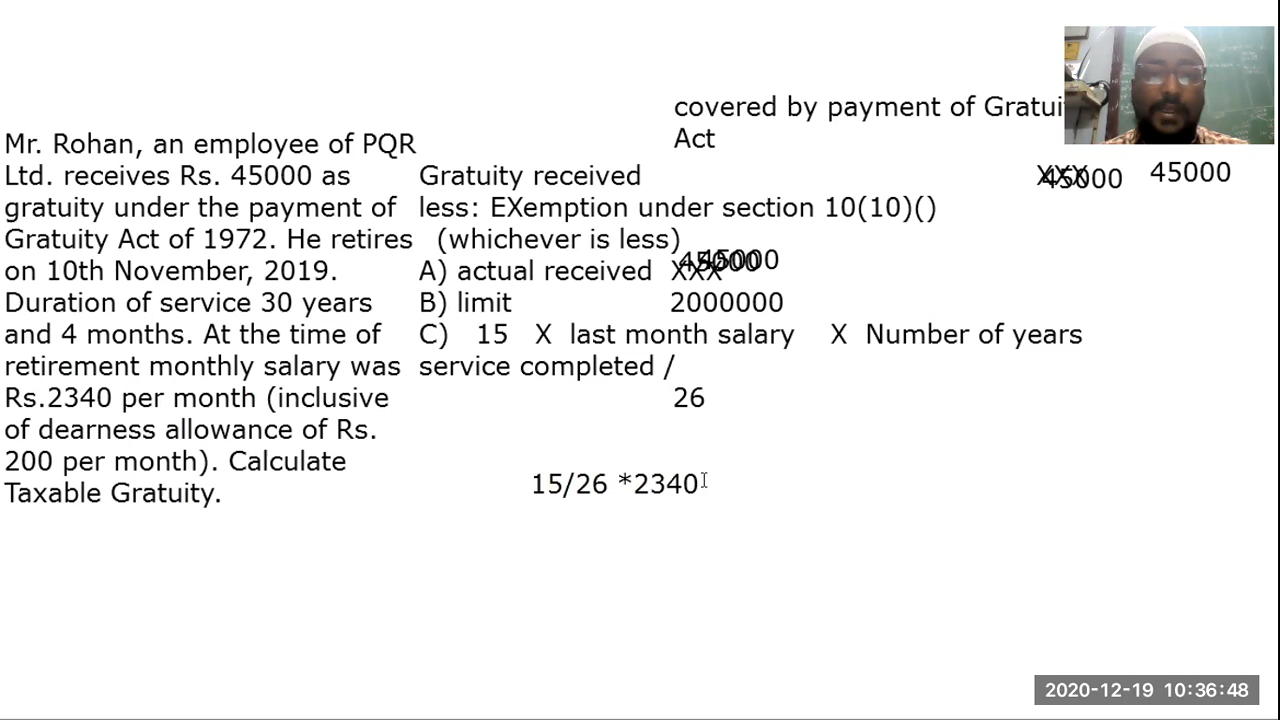 covered by payment of Gratui
Act
Mr. Rohan, an employee of PQR
Ltd. receives Rs. 45000 as
gratuity under the payment of
Gratuity Act of 1972. He retires
on 10th November, 2019.
Duration of service 30 years
and 4 months. At the time of
retirement monthly salary was
Rs.2340 per month (inclusive
of dearness allowance of Rs.
200 per month). Calculate
Taxable Gratuity.
Gratuity received XXX 45000 45000
less: EXemption under section 10(10)()
(whichever is less)
A) actual received XXX 45000 45000
B) limit 2000000
C) 15 X last month salary X Number of years
service completed /
26
15/26 *2340
2020-12-19 10:36:48